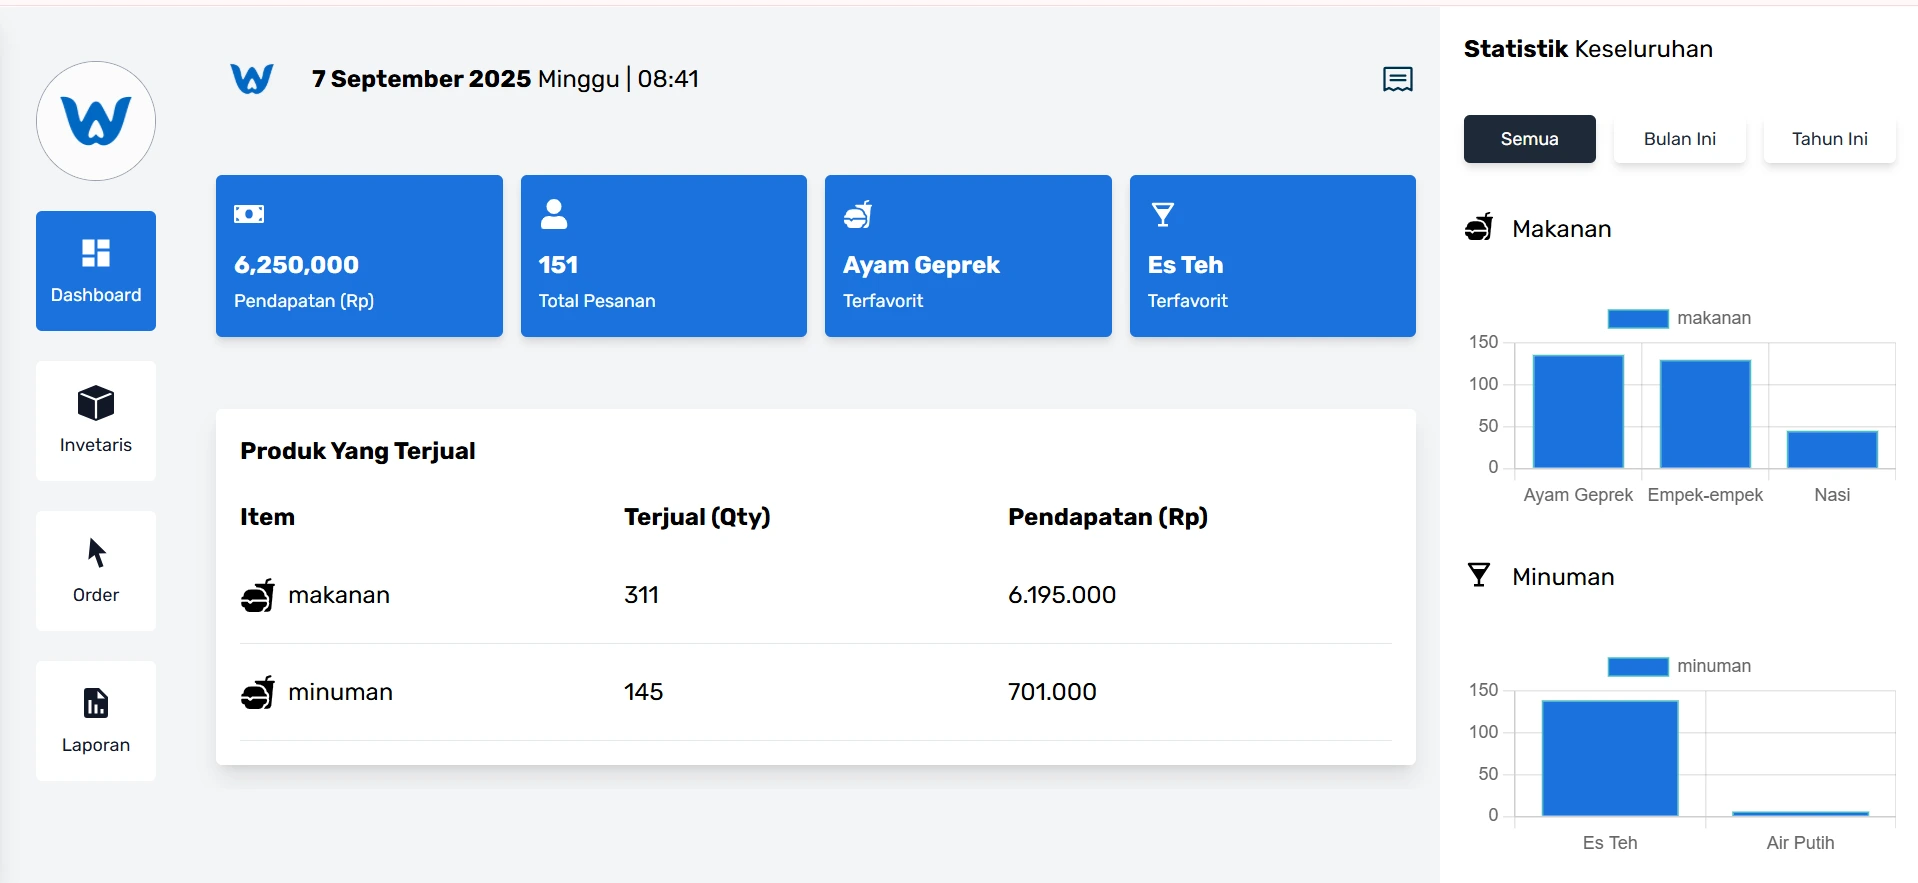 7 September 2025 Minggu | 08:41
Dashboard
Invetaris
Order
Laporan
6,250,000
Pendapatan (Rp)
151
Total Pesanan
Ayam Geprek
Terfavorit
Es Teh
Terfavorit
Produk Yang Terjual
Item Terjual (Qty) Pendapatan (Rp)
makanan 311 6.195.000
minuman 145 701.000
Statistik Keseluruhan
Semua Bulan Ini Tahun Ini
Makanan
makanan
150
100
50
0
Ayam Geprek Empek-empek Nasi
Minuman
minuman
150
100
50
0
Es Teh Air Putih